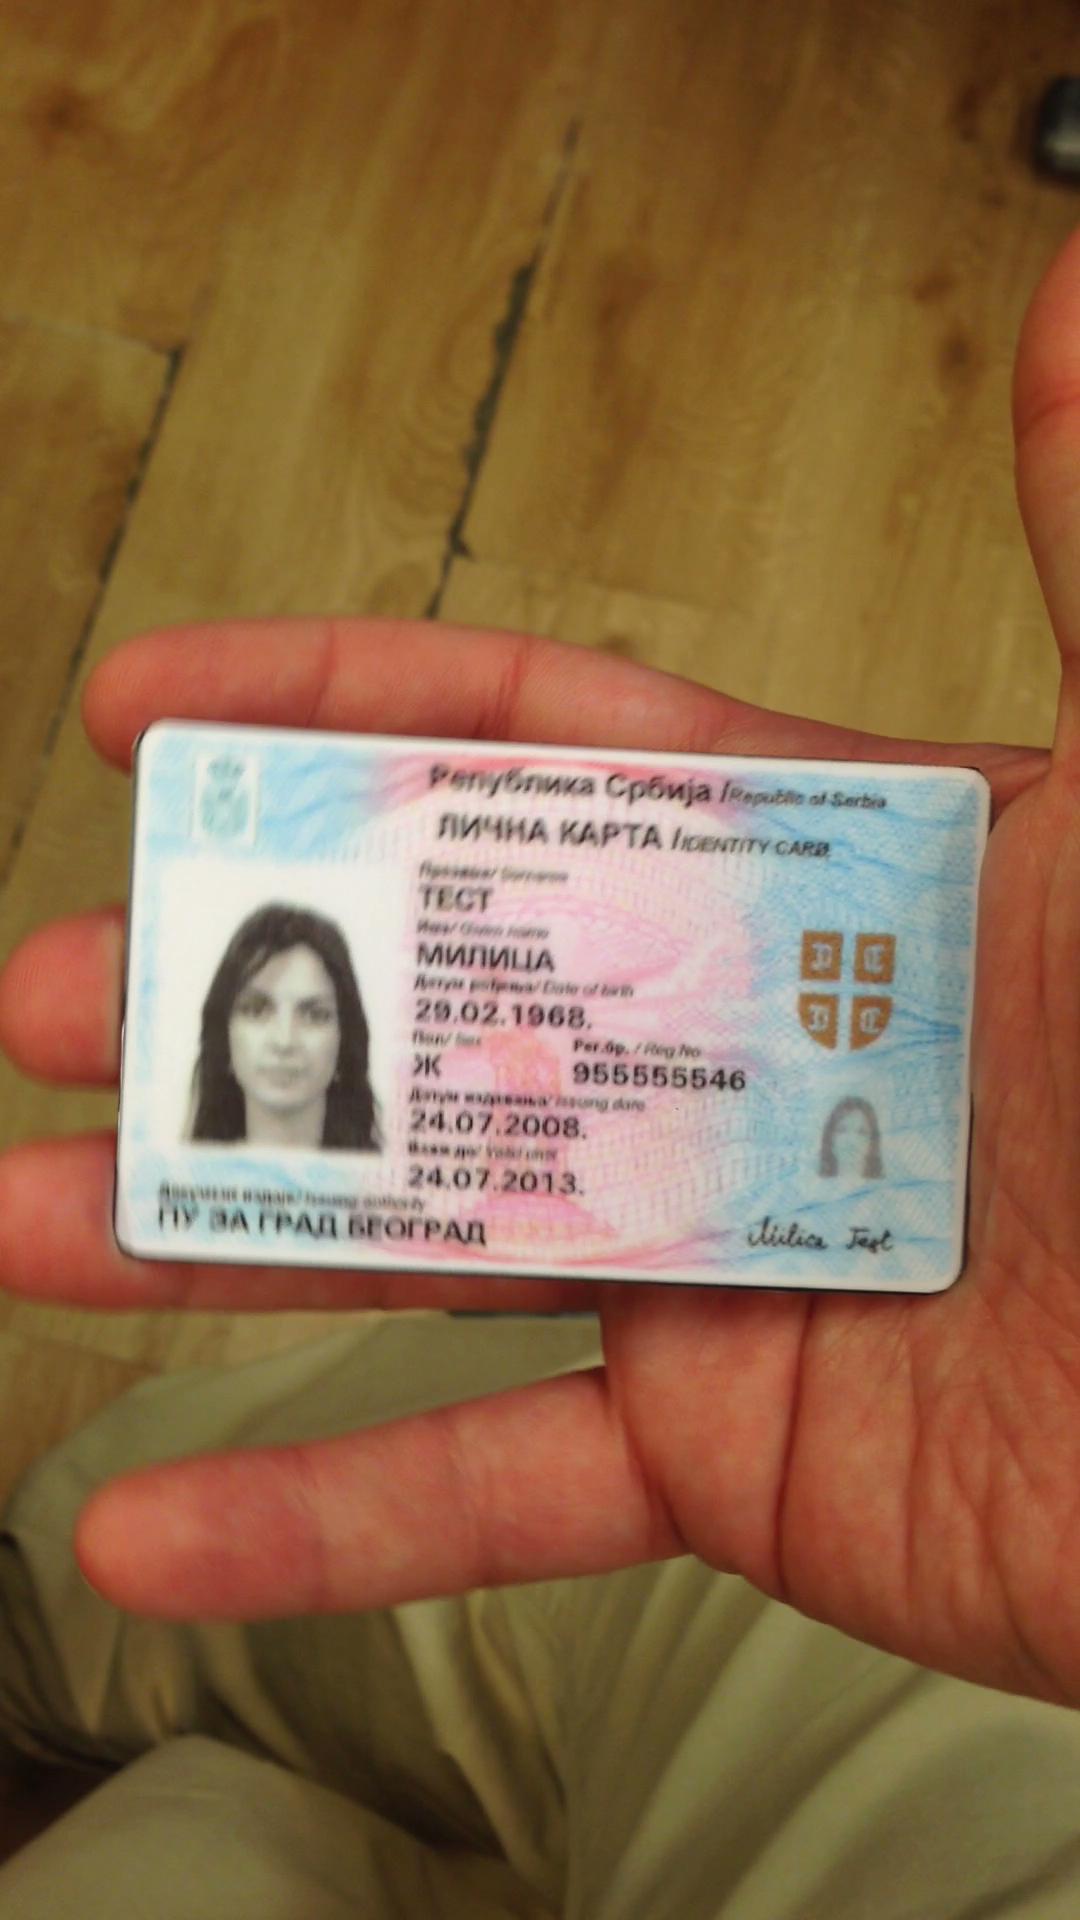 Република Србија /Republic of Serbia
ЛИЧНА КАРТА /IDENTITY CARD
Презиме/ Surname
ТЕСТ
Име/ Given name
МИЛИЦА
Датум рођења/ Date of birth
29.02.1968.
Пол/ Sex
Ж
Рег.бр. / Reg No
955555546
Датум издавања/ Issuing date
24.07.2008.
Важи до/ Valid until
24.07.2013.
Документ издаје/ Issuing authority
ПУ ЗА ГРАД БЕОГРАД
Milica Test